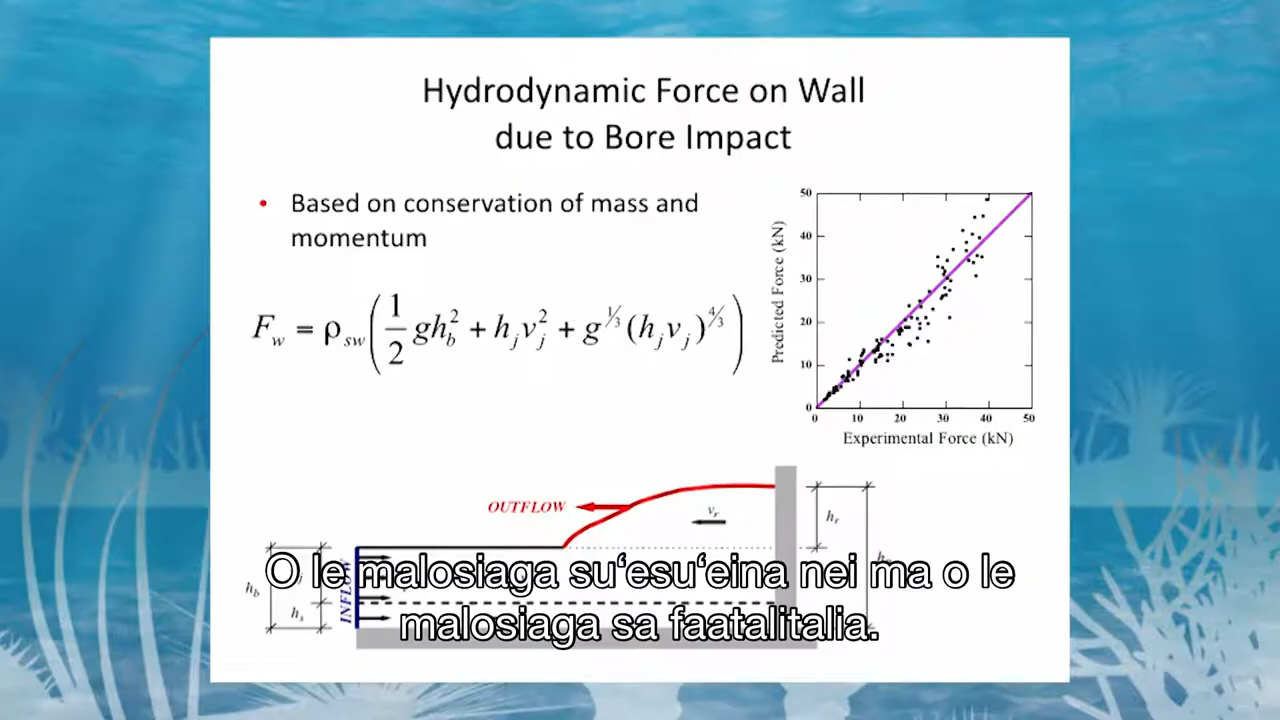 Hydrodynamic Force on Wall
due to Bore Impact
• Based on conservation of mass and
momentum
F_w = ρ_sw (1/2 gh_b^2 + h_j v_j^2 + g^1/3 (h_j v_j)^4/3)
50
40
30
20
10
0
Predicted Force (kN)
0 10 20 30 40 50
Experimental Force (kN)
OUTFLOW
v_r
h_r
h_b
h_s
INFLOW
O le malosiaga su‘esu‘eina nei ma o le
malosiaga sa faatalitalia.